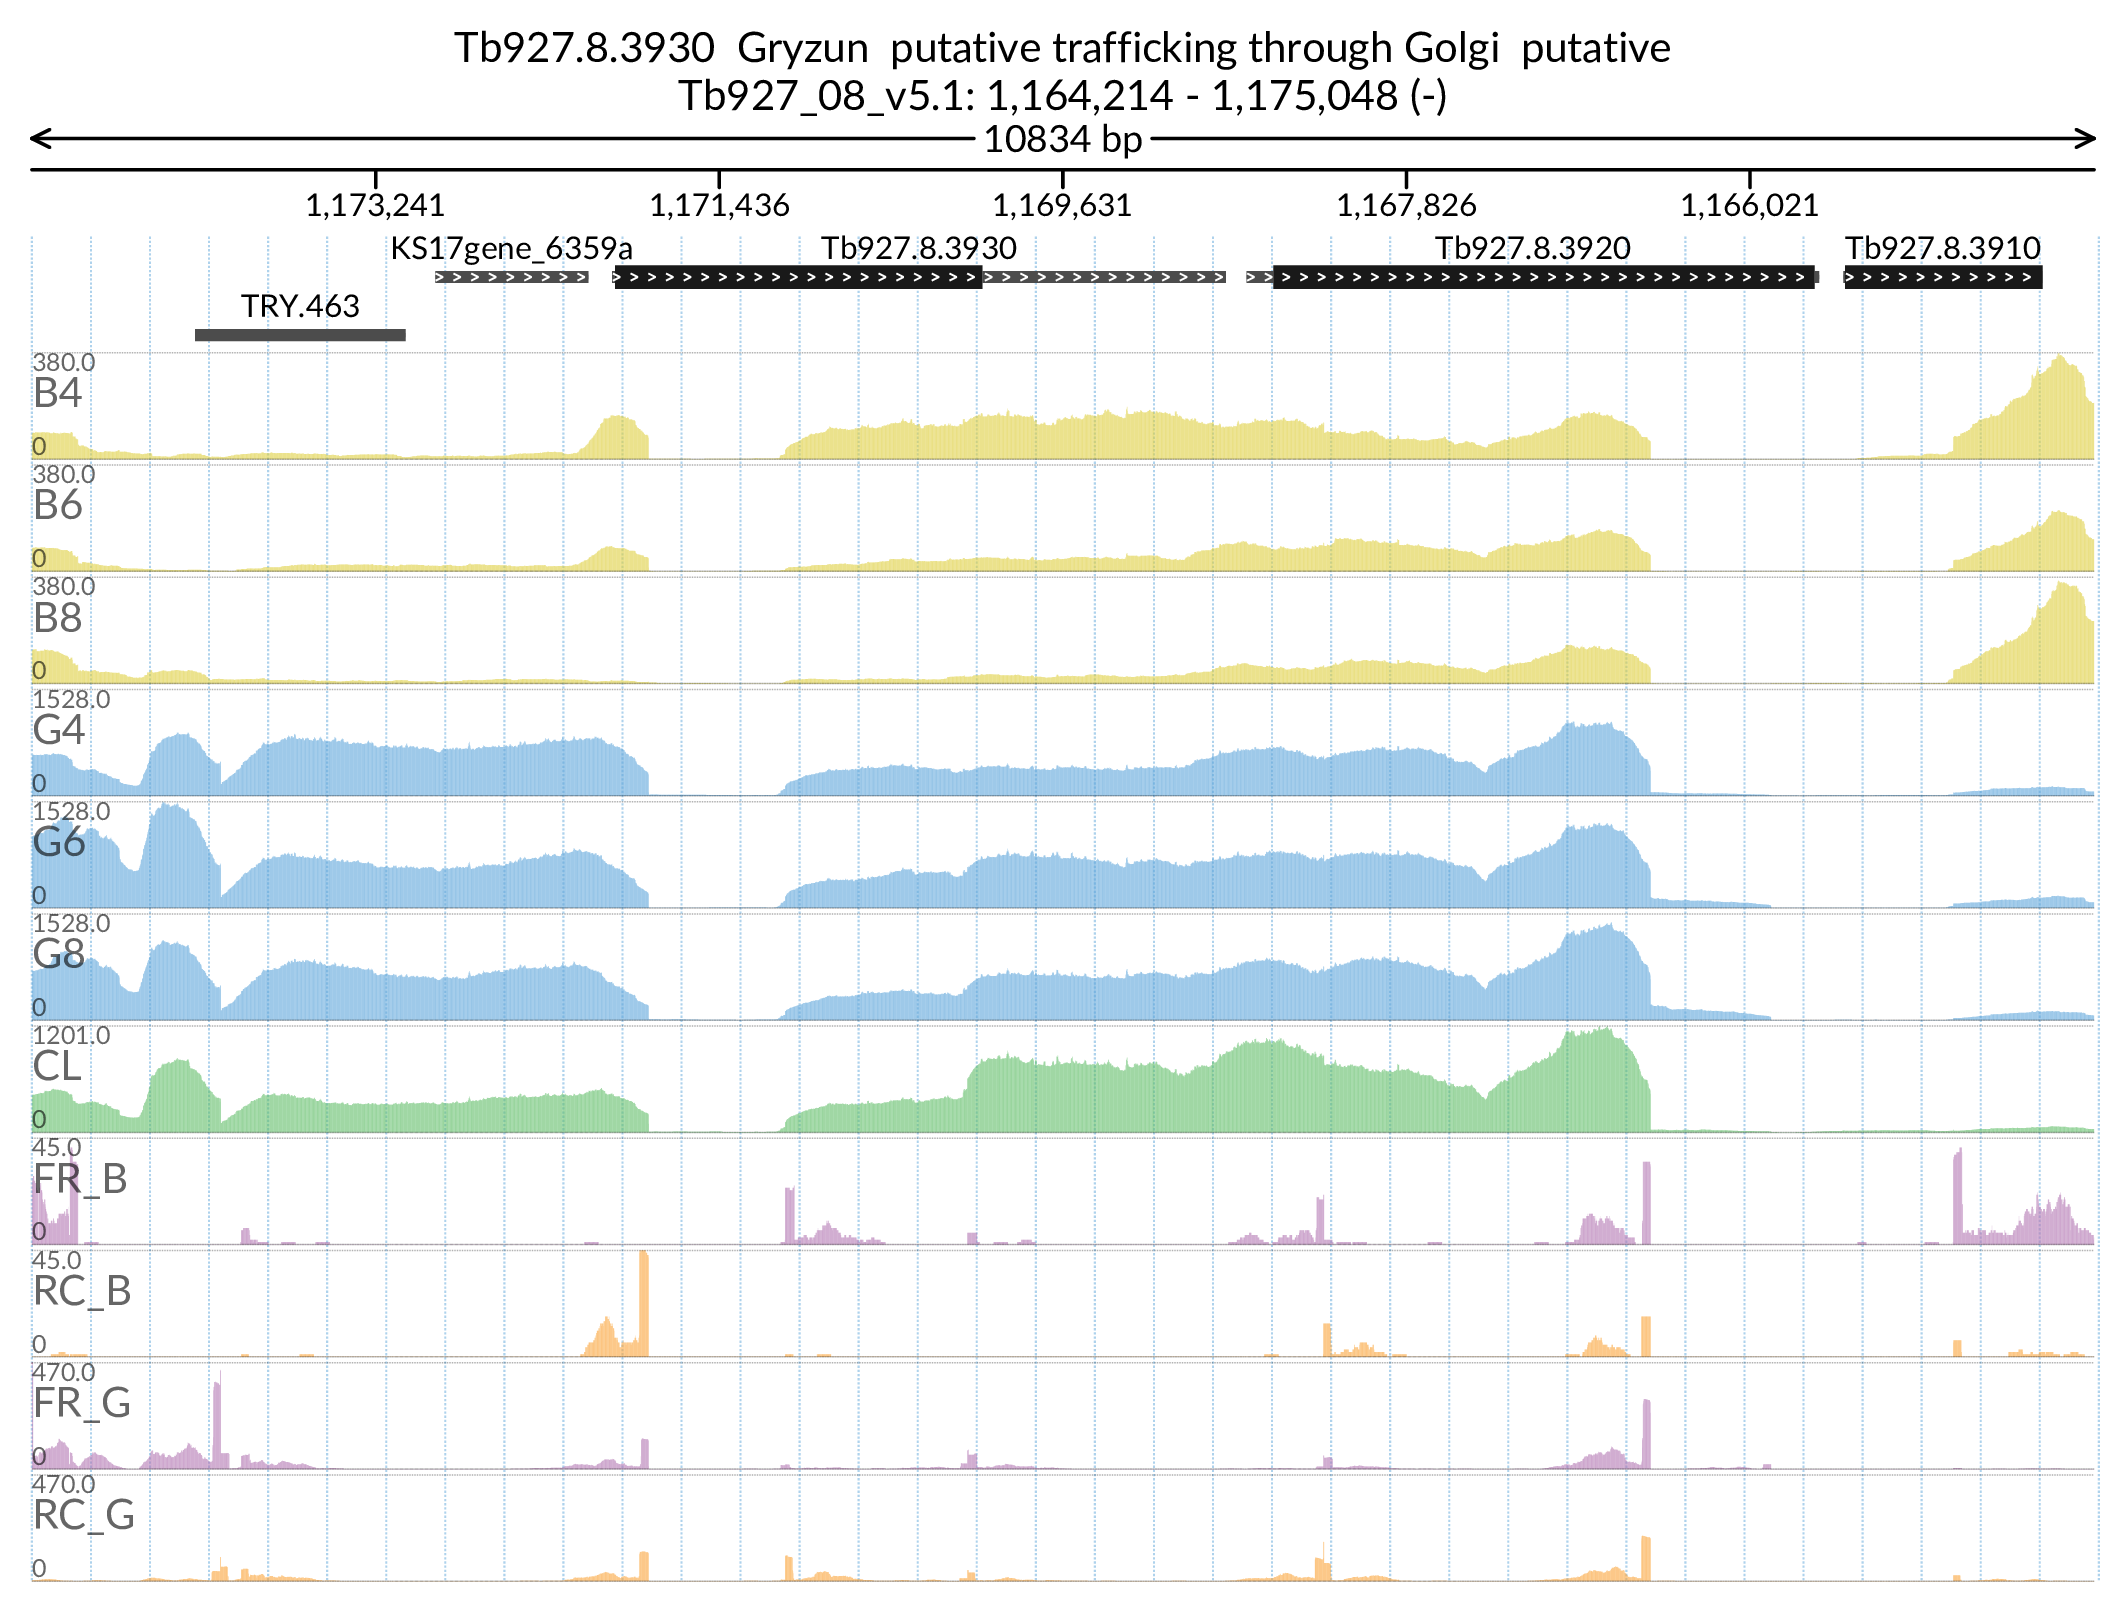 Tb927.8.3930 Gryzun putative trafficking through Golgi putative
Tb927_08_v5.1: 1,164,214 - 1,175,048 (-)
10834 bp
1,173,241 1,171,436 1,169,631 1,167,826 1,166,021
KS17gene_6359a Tb927.8.3930 Tb927.8.3920 Tb927.8.3910
TRY.463
380.0
B4
0
380.0
B6
0
380.0
B8
0
1528.0
G4
0
1528.0
G6
0
1528.0
G8
0
1201.0
CL
0
45.0
FR_B
0
45.0
RC_B
0
470.0
FR_G
0
470.0
RC_G
0